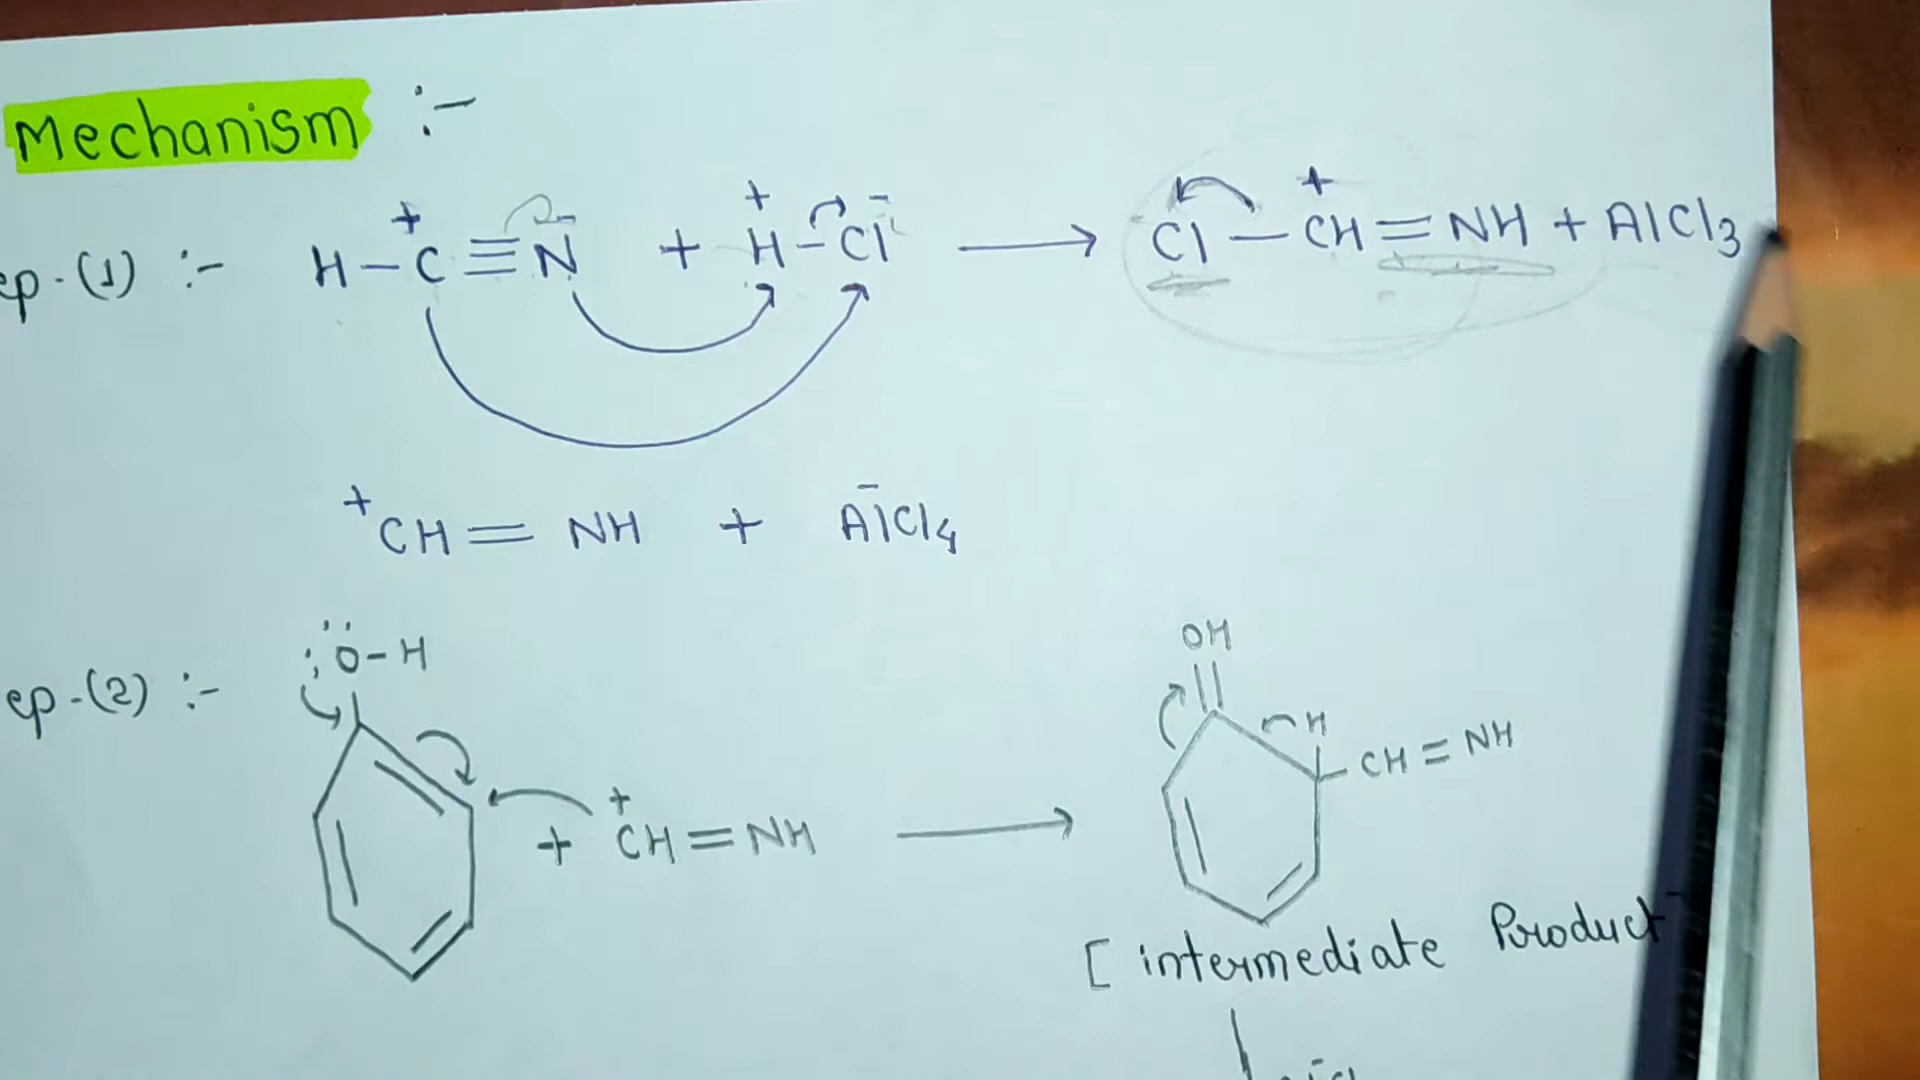 Mechanism :-
ep-(1) :- H-C≡N + H-Cl → Cl-CH=NH + AlCl3
+ + - +
+CH = NH + AlCl4
-
ep-(2) :- :O-H + CH=NH →
+
OH
H
CH=NH
[ intermediate Product